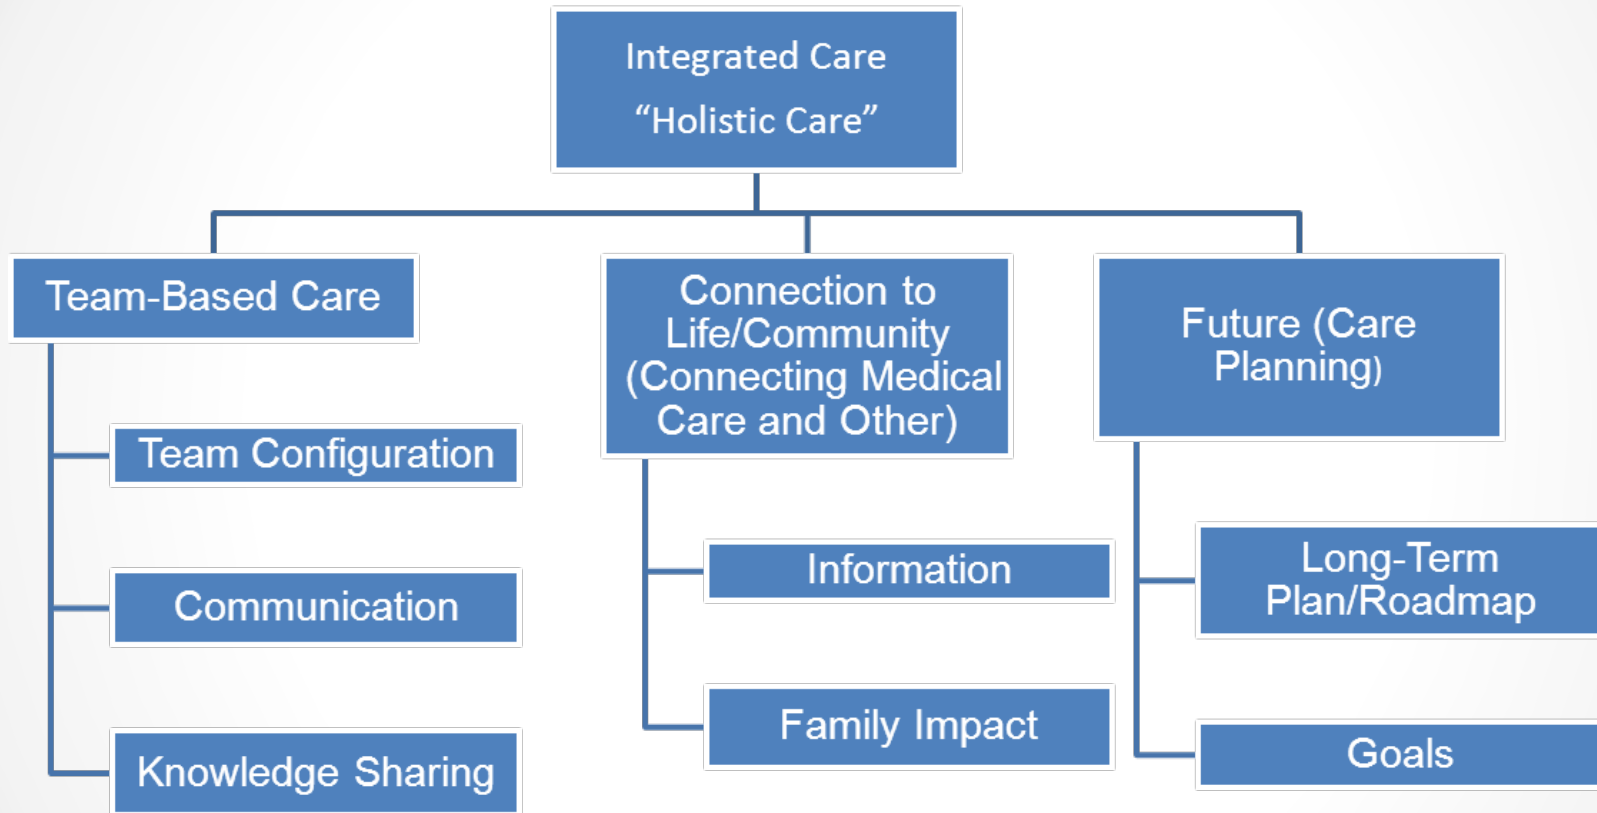 Integrated Care
“Holistic Care”
Team-Based Care
Team Configuration
Communication
Knowledge Sharing
Connection to
Life/Community
(Connecting Medical
Care and Other)
Information
Family Impact
Future (Care
Planning)
Long-Term
Plan/Roadmap
Goals